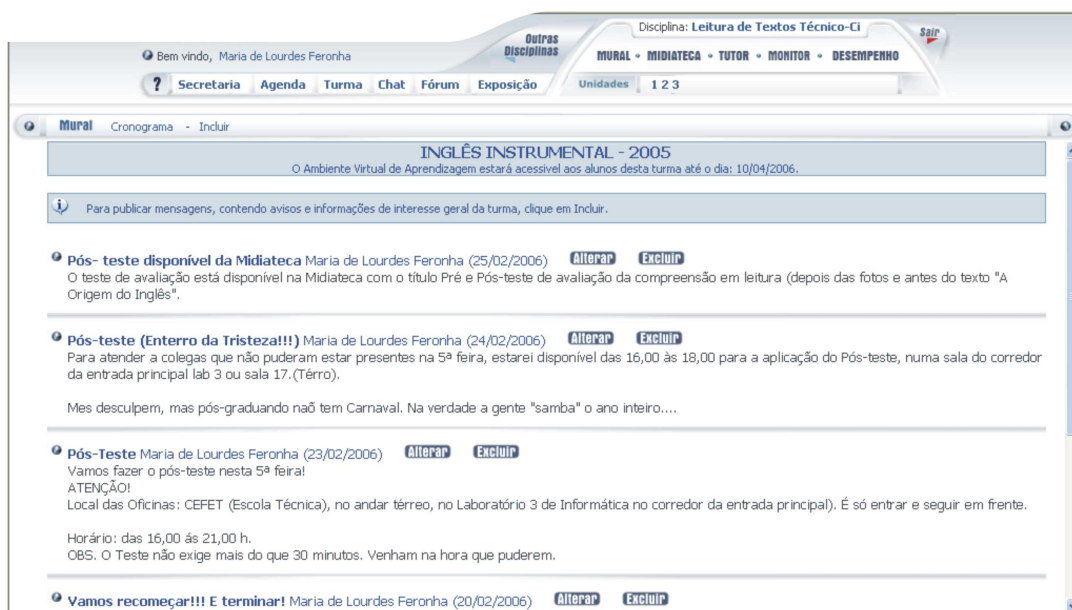 Disciplina: Leitura de Textos Técnico-Ci
Sair
Outras
Disciplinas
Bem vindo, Maria de Lourdes Feronha
MURAL • MIDIATECA • TUTOR • MONITOR • DESEMPENHO
? Secretaria Agenda Turma Chat Fórum Exposição
Unidades 1 2 3
Mural Cronograma - Incluir
INGLÊS INSTRUMENTAL - 2005
O Ambiente Virtual de Aprendizagem estará acessivel aos alunos desta turma até o dia: 10/04/2006.
Para publicar mensagens, contendo avisos e informações de interesse geral da turma, clique em Incluir.
Pós- teste disponível da Midiateca Maria de Lourdes Feronha (25/02/2006) Alterar Excluir
O teste de avaliação está disponível na Midiateca com o título Pré e Pós-teste de avaliação da compreensão em leitura (depois das fotos e antes do texto "A
Origem do Inglês".
Pós-teste (Enterro da Tristeza!!!) Maria de Lourdes Feronha (24/02/2006) Alterar Excluir
Para atender a colegas que não puderam estar presentes na 5ª feira, estarei disponível das 16,00 às 18,00 para a aplicação do Pós-teste, numa sala do corredor
da entrada principal lab 3 ou sala 17.(Térro).
Mes desculpem, mas pós-graduando naõ tem Carnaval. Na verdade a gente "samba" o ano inteiro....
Pós-Teste Maria de Lourdes Feronha (23/02/2006) Alterar Excluir
Vamos fazer o pós-teste nesta 5ª feira!
ATENÇÃO!
Local das Oficinas: CEFET (Escola Técnica), no andar térreo, no Laboratório 3 de Informática no corredor da entrada principal). É só entrar e seguir em frente.
Horário: das 16,00 ás 21,00 h.
OBS. O Teste não exige mais do que 30 minutos. Venham na hora que puderem.
Vamos recomeçar!!! E terminar! Maria de Lourdes Feronha (20/02/2006) Alterar Excluir